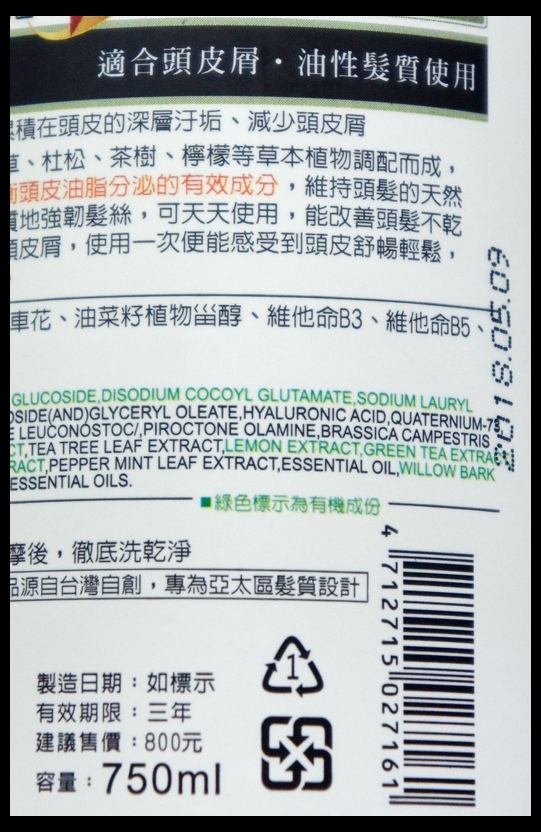 適合頭皮屑・油性髮質使用
積在頭皮的深層汙垢、減少頭皮屑
、杜松、茶樹、檸檬等草本植物調配而成，
衡頭皮油脂分泌的有效成分，維持頭髮的天然
質地強韌髮絲，可天天使用，能改善頭髮不乾
頭皮屑，使用一次便能感受到頭皮舒暢輕鬆，
車花、油菜籽植物甾醇、維他命B3、維他命B5、
2018.05.09
GLUCOSIDE,DISODIUM COCOYL GLUTAMATE,SODIUM LAURYL
OSIDE(AND)GLYCERYL OLEATE,HYALURONIC ACID,QUATERNIUM-73,
E LEUCONOSTOC/,PIROCTONE OLAMINE,BRASSICA CAMPESTRIS
CT,TEA TREE LEAF EXTRACT,LEMON EXTRACT,GREEN TEA EXTRA
RACT,PEPPER MINT LEAF EXTRACT,ESSENTIAL OIL,WILLOW BARK
ESSENTIAL OILS.
■綠色標示為有機成份
摩後，徹底洗乾淨
品源自台灣自創，專為亞太區髮質設計
製造日期：如標示
有效期限：三年
建議售價：800元
容量：750ml
1
4 712715 027161